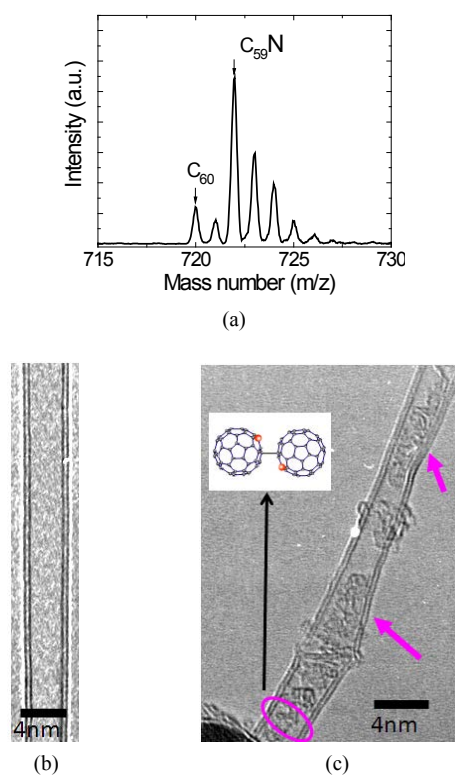 Intensity (a.u.)
C₅₉N
C₆₀
715 720 725 730
Mass number (m/z)
(a)
4nm
4nm
(b)
(c)